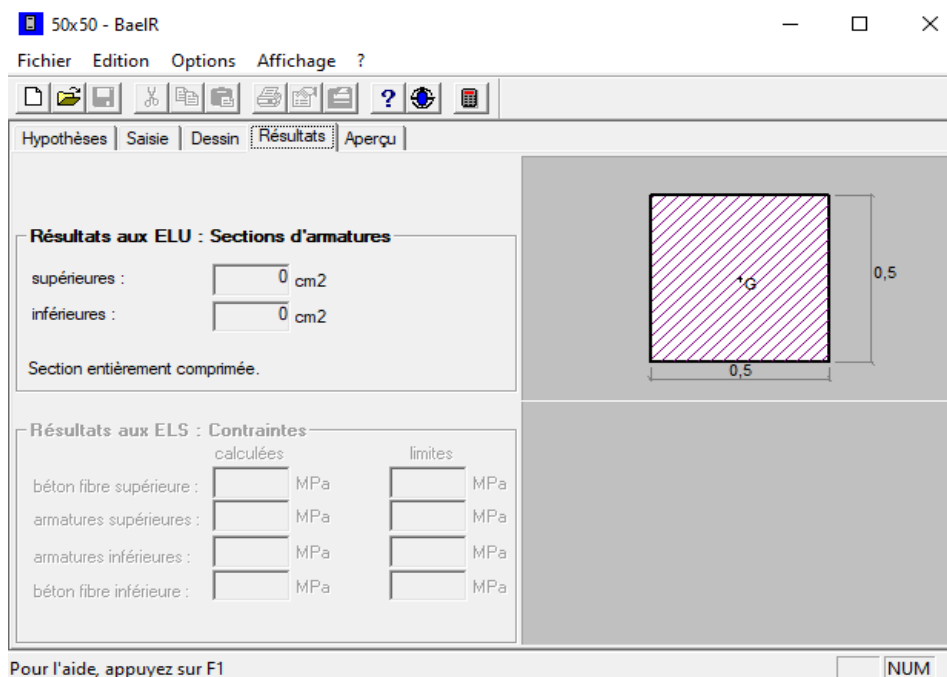 50x50 - BaelR
Fichier Edition Options Affichage ?
Hypothèses Saisie Dessin Résultats Aperçu
Résultats aux ELU : Sections d'armatures
supérieures : 0 cm2
inférieures : 0 cm2
Section entièrement comprimée.
G
0,5
0,5
Résultats aux ELS : Contraintes
calculées limites
béton fibre supérieure : MPa MPa
armatures supérieures : MPa MPa
armatures inférieures : MPa MPa
béton fibre inférieure : MPa MPa
Pour l'aide, appuyez sur F1 NUM